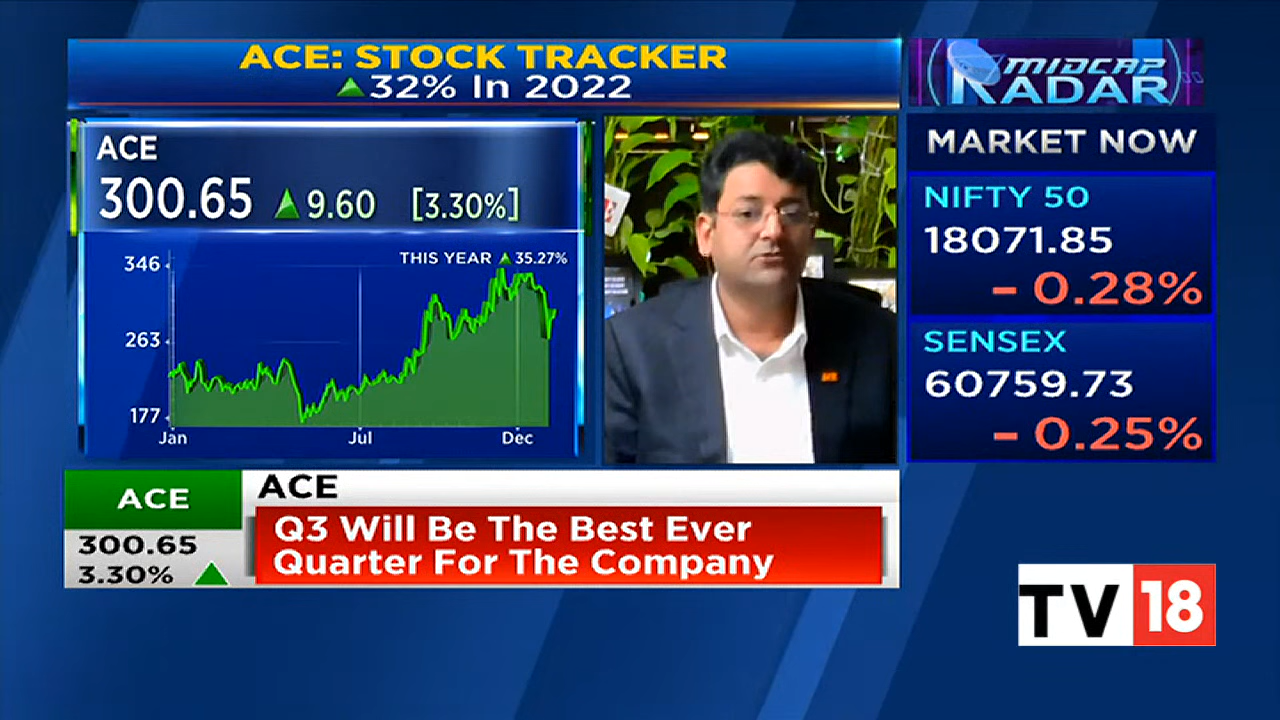 ACE: STOCK TRACKER
▲32% In 2022
MIDCAP
RADAR
ACE
300.65 ▲9.60 [3.30%]
THIS YEAR ▲ 35.27%
346
263
177
Jan Jul Dec
MARKET NOW
NIFTY 50
18071.85
- 0.28%
SENSEX
60759.73
- 0.25%
ACE
300.65
3.30% ▲
ACE
Q3 Will Be The Best Ever
Quarter For The Company
TV18